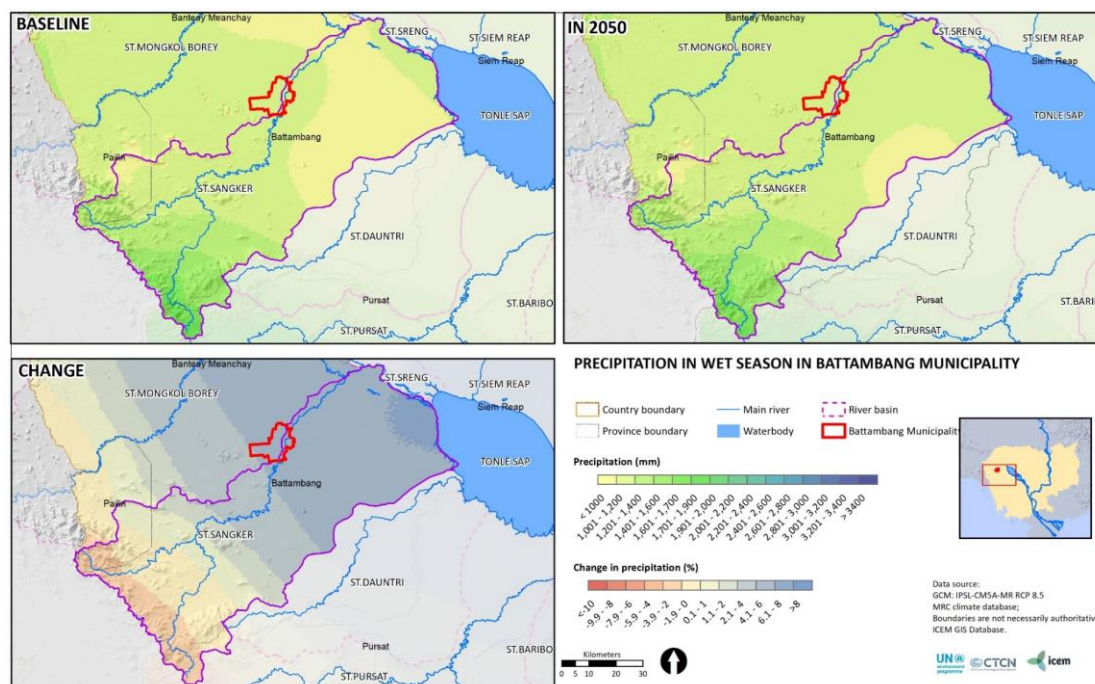 BASELINE
Banteay Meanchey
ST.MONGKOL BOREY
ST.SRENG
ST.SIEM REAP
Siem Reap
TONLE SAP
Battambang
Pailin
ST.SANGKER
ST.DAUNTRI
Pursat
ST.BARIBO
ST.PURSAT
IN 2050
Banteay Meanchay
ST.MONGKOL BOREY
ST.SRENG
ST.SIEM REAP
Siem Reap
TONLE SAP
Battambang
Pailin
ST.SANGKER
ST.DAUNTRI
Pursat
ST.BARIBO
ST.PURSAT
CHANGE
Banteay Meanchay
ST.MONGKOL BOREY
ST.SRENG
ST.SIEM REAP
Siem Reap
TONLE SAP
Battambang
Pailin
ST.SANGKER
ST.DAUNTRI
Pursat
ST.BARIBO
ST.PURSAT
PRECIPITATION IN WET SEASON IN BATTAMBANG MUNICIPALITY
Country boundary
Main river
River basin
Province boundary
Waterbody
Battambang Municipality
Precipitation (mm)
<1000
1,001 - 1,200
1,201 - 1,400
1,401 - 1,600
1,601 - 1,700
1,701 - 1,900
1,901 - 2,000
2,001 - 2,200
2,201 - 2,400
2,401 - 2,600
2,601 - 2,800
2,801 - 3,000
3,001 - 3,200
3,201 - 3,400
> 3,400
Change in precipitation (%)
<-10
-9.9 - -8
-7.9 - -6
-5.9 - -4
-3.9 - -2
-1.9 - 0
0.1 - 1
1.1 - 2
2.1 - 4
4.1 - 6
6.1 - 8
>8
Kilometers
0 5 10 20 30
Data source:
GCM: IPSL-CM5A-MR RCP 8.5
MRC climate database;
Boundaries are not necessarily authoritativ
ICEM GIS Database.
UN
environment
programme
CTCN
icem